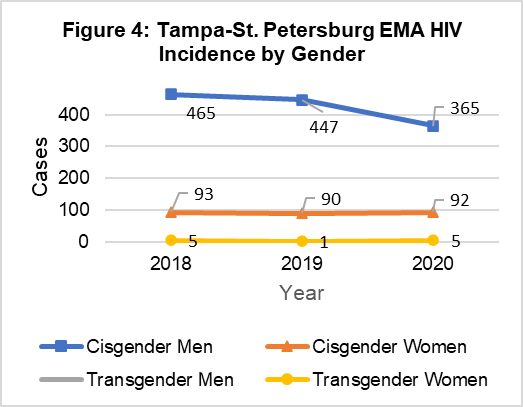 Figure 4: Tampa-St. Petersburg EMA HIV
Incidence by Gender
Cases
400
300
200
100
0
465
447
365
93
90
92
5
1
5
2018
2019
2020
Year
Cisgender Men
Cisgender Women
Transgender Men
Transgender Women